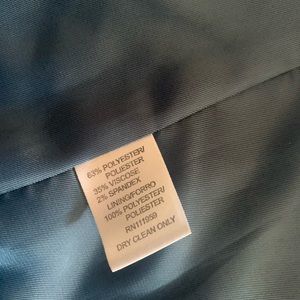 63% POLYESTER/
POLIESTER
35% VISCOSE
2% SPANDEX
LINING/FORRO
100% POLYESTER/
POLIESTER
RN111959
DRY CLEAN ONLY